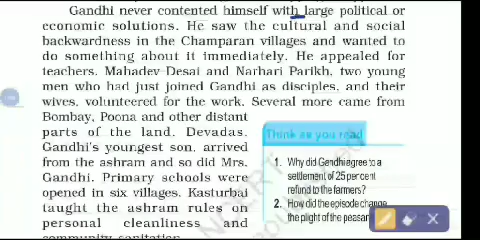 Gandhi never contented himself with large political or
economic solutions. He saw the cultural and social
backwardness in the Champaran villages and wanted to
do something about it immediately. He appealed for
teachers. Mahadev Desai and Narhari Parikh, two young
men who had just joined Gandhi as disciples, and their
wives, volunteered for the work. Several more came from
Bombay, Poona and other distant
parts of the land. Devadas,
Gandhi's youngest son, arrived
from the ashram and so did Mrs.
Gandhi. Primary schools were
opened in six villages. Kasturbai
taught the ashram rules on
personal cleanliness and
community sanitation.
Think as you read
1. Why did Gandhi agree to a
settlement of 25 per cent
refund to the farmers?
2. How did the episode change
the plight of the peasan